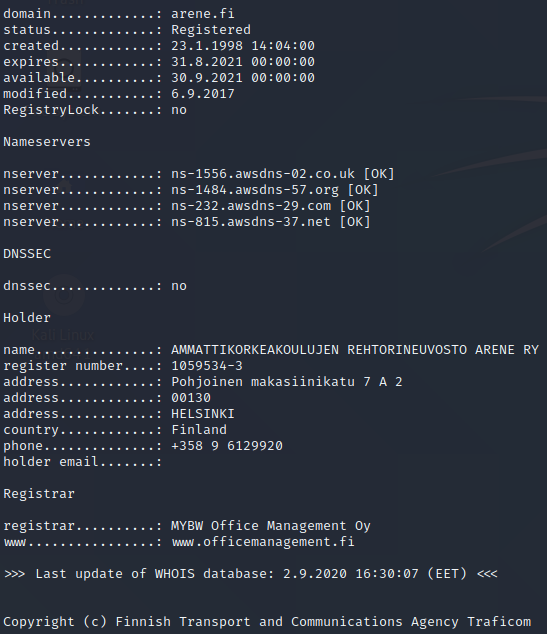 domain.............: arene.fi
status.............: Registered
created............: 23.1.1998 14:04:00
expires............: 31.8.2021 00:00:00
available..........: 30.9.2021 00:00:00
modified...........: 6.9.2017
RegistryLock.......: no
Nameservers
nserver............: ns-1556.awsdns-02.co.uk [OK]
nserver............: ns-1484.awsdns-57.org [OK]
nserver............: ns-232.awsdns-29.com [OK]
nserver............: ns-815.awsdns-37.net [OK]
DNSSEC
dnssec.............: no
Holder
Kali Linux
name...............: AMMATTIKORKEAKOULUJEN REHTORINEUVOSTO ARENE RY
register number....: 1059534-3
address............: Pohjoinen makasiinikatu 7 A 2
address............: 00130
address............: HELSINKI
country............: Finland
phone..............: +358 9 6129920
holder email.......:
Registrar
registrar..........: MYBW Office Management Oy
www................: www.officemanagement.fi
>>> Last update of WHOIS database: 2.9.2020 16:30:07 (EET) <<<
Copyright (c) Finnish Transport and Communications Agency Traficom